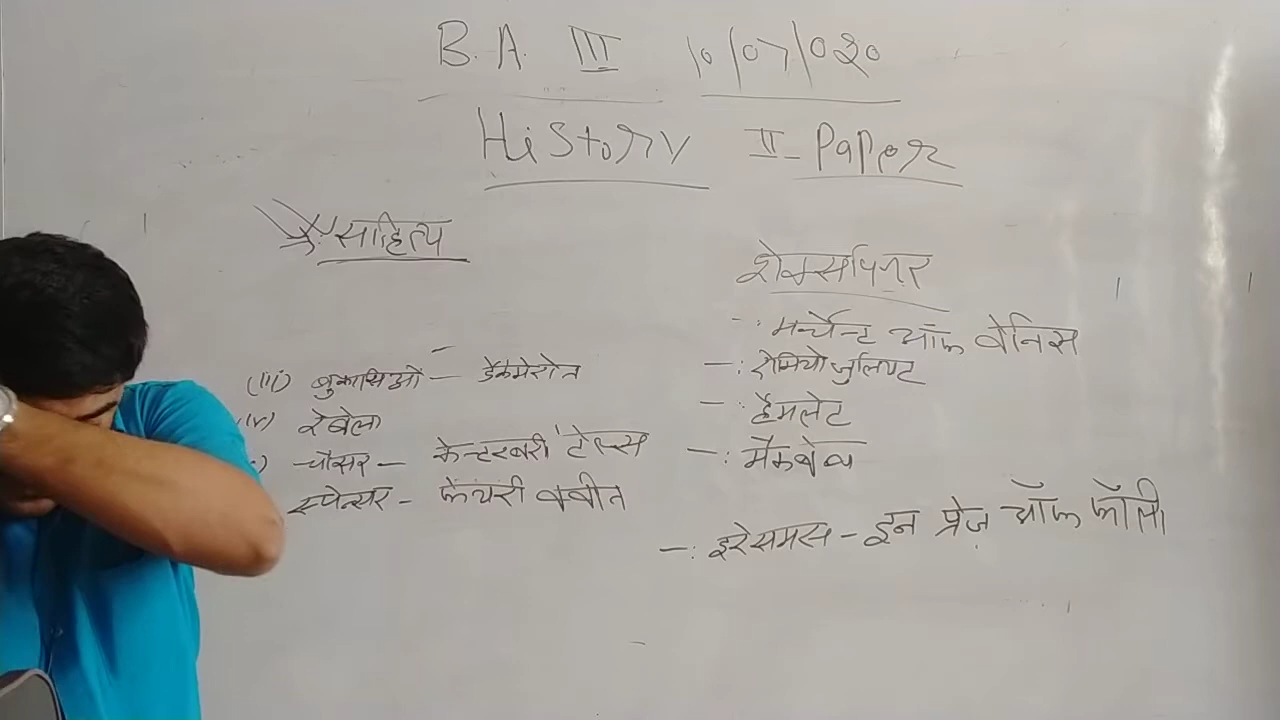 B.A. III 10/07/020
History II - Paper
साहित्य
(iii) बुकासिओ - डेकेमेरोन
(iv) रेबेला
चौसर - केन्टरबरी टेल्स
स्पेन्सर - फेयरी क्वीन
शेक्सपियर
-: मर्चेन्ट ऑफ वेनिस
-: रोमियो जुलियट
-: हैमलेट
-: मैकबेथ
-: इरेसमस - इन प्रेज ऑफ फॉली